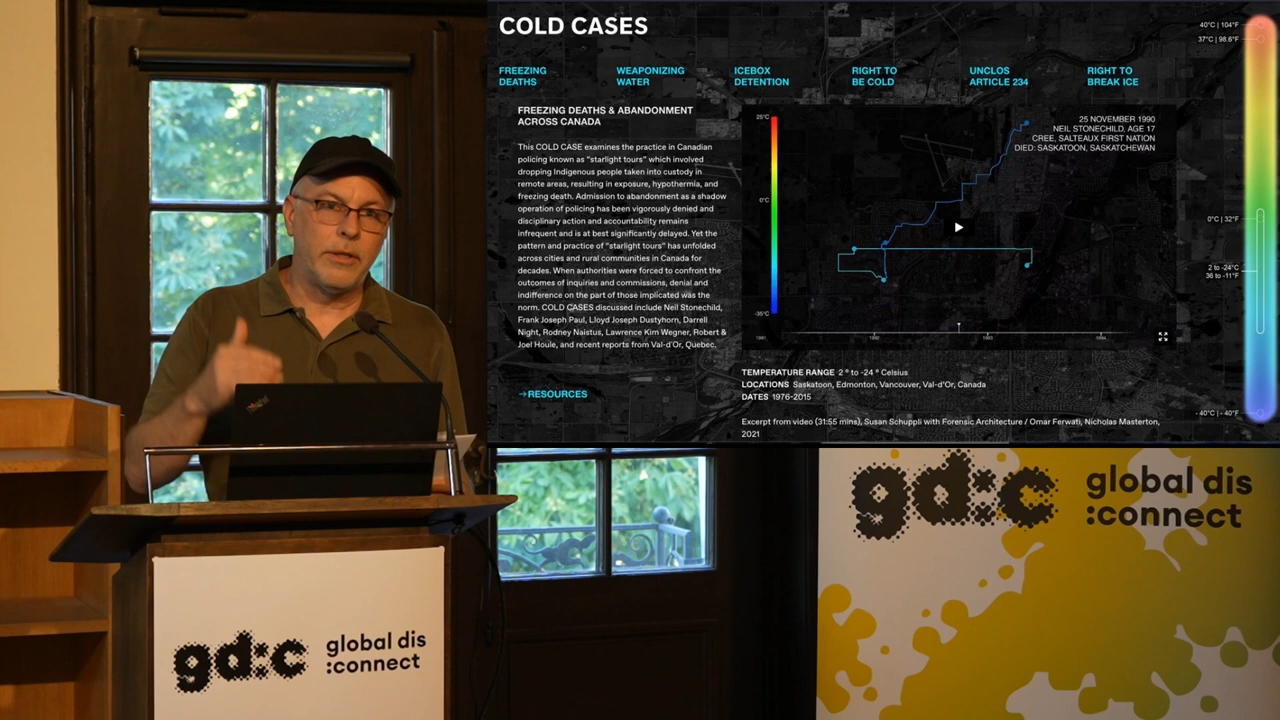 COLD CASES
FREEZING
DEATHS
WEAPONIZING
WATER
ICEBOX
DETENTION
RIGHT TO
BE COLD
UNCLOS
ARTICLE 234
RIGHT TO
BREAK ICE
40°C | 104°F
37°C | 98.6°F
0°C | 32°F
2 to -24°C
36 to -11°F
- 40°C | - 40°F
FREEZING DEATHS & ABANDONMENT
ACROSS CANADA
This COLD CASE examines the practice in Canadian
policing known as "starlight tours" which involved
dropping Indigenous people taken into custody in
remote areas, resulting in exposure, hypothermia, and
freezing death. Admission to abandonment as a shadow
operation of policing has been vigorously denied and
disciplinary action and accountability remains
infrequent and is at best significantly delayed. Yet the
pattern and practice of "starlight tours" has unfolded
across cities and rural communities in Canada for
decades. When authorities were forced to confront the
outcomes of inquiries and commissions, denial and
indifference on the part of those implicated was the
norm. COLD CASES discussed include Neil Stonechild,
Frank Joseph Paul, Lloyd Joseph Dustyhorn, Darrell
Night, Rodney Naistus, Lawrence Kim Wegner, Robert &
Joel Houle, and recent reports from Val-d'Or, Quebec.
→RESOURCES
25°C
0°C
-35°C
25 NOVEMBER 1990
NEIL STONECHILD, AGE 17
CREE, SALTEAUX FIRST NATION
DIED: SASKATOON, SASKATCHEWAN
TEMPERATURE RANGE 2 ° to -24 ° Celsius
LOCATIONS Saskatoon, Edmonton, Vancouver, Val-d'Or, Canada
DATES 1976-2015
Excerpt from video (31:55 mins), Susan Schuppli with Forensic Architecture / Omar Ferwati, Nicholas Masterton,
2021
gd:c global dis
:connect
gd:c global dis
:connect